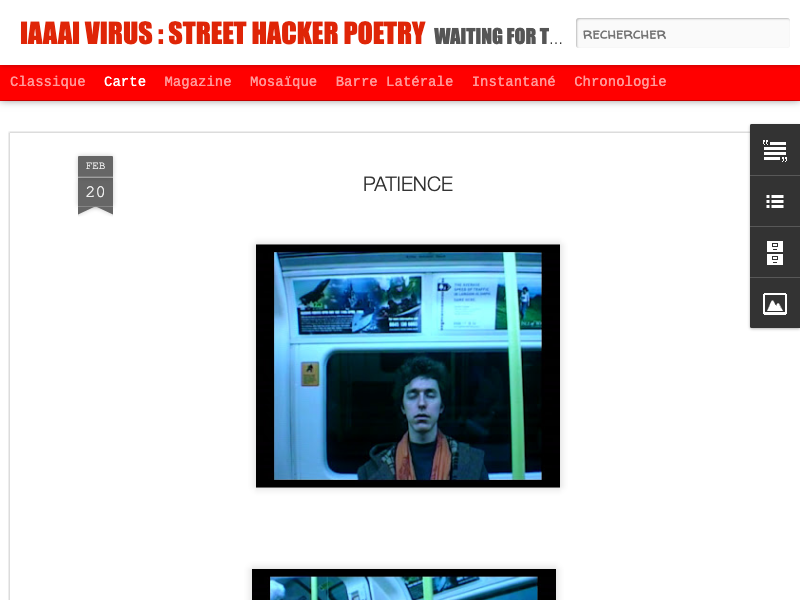 IAAAI VIRUS : STREET HACKER POETRY WAITING FOR T...
RECHERCHER
Classique Carte Magazine Mosaïque Barre Latérale Instantané Chronologie
FEB
20
PATIENCE